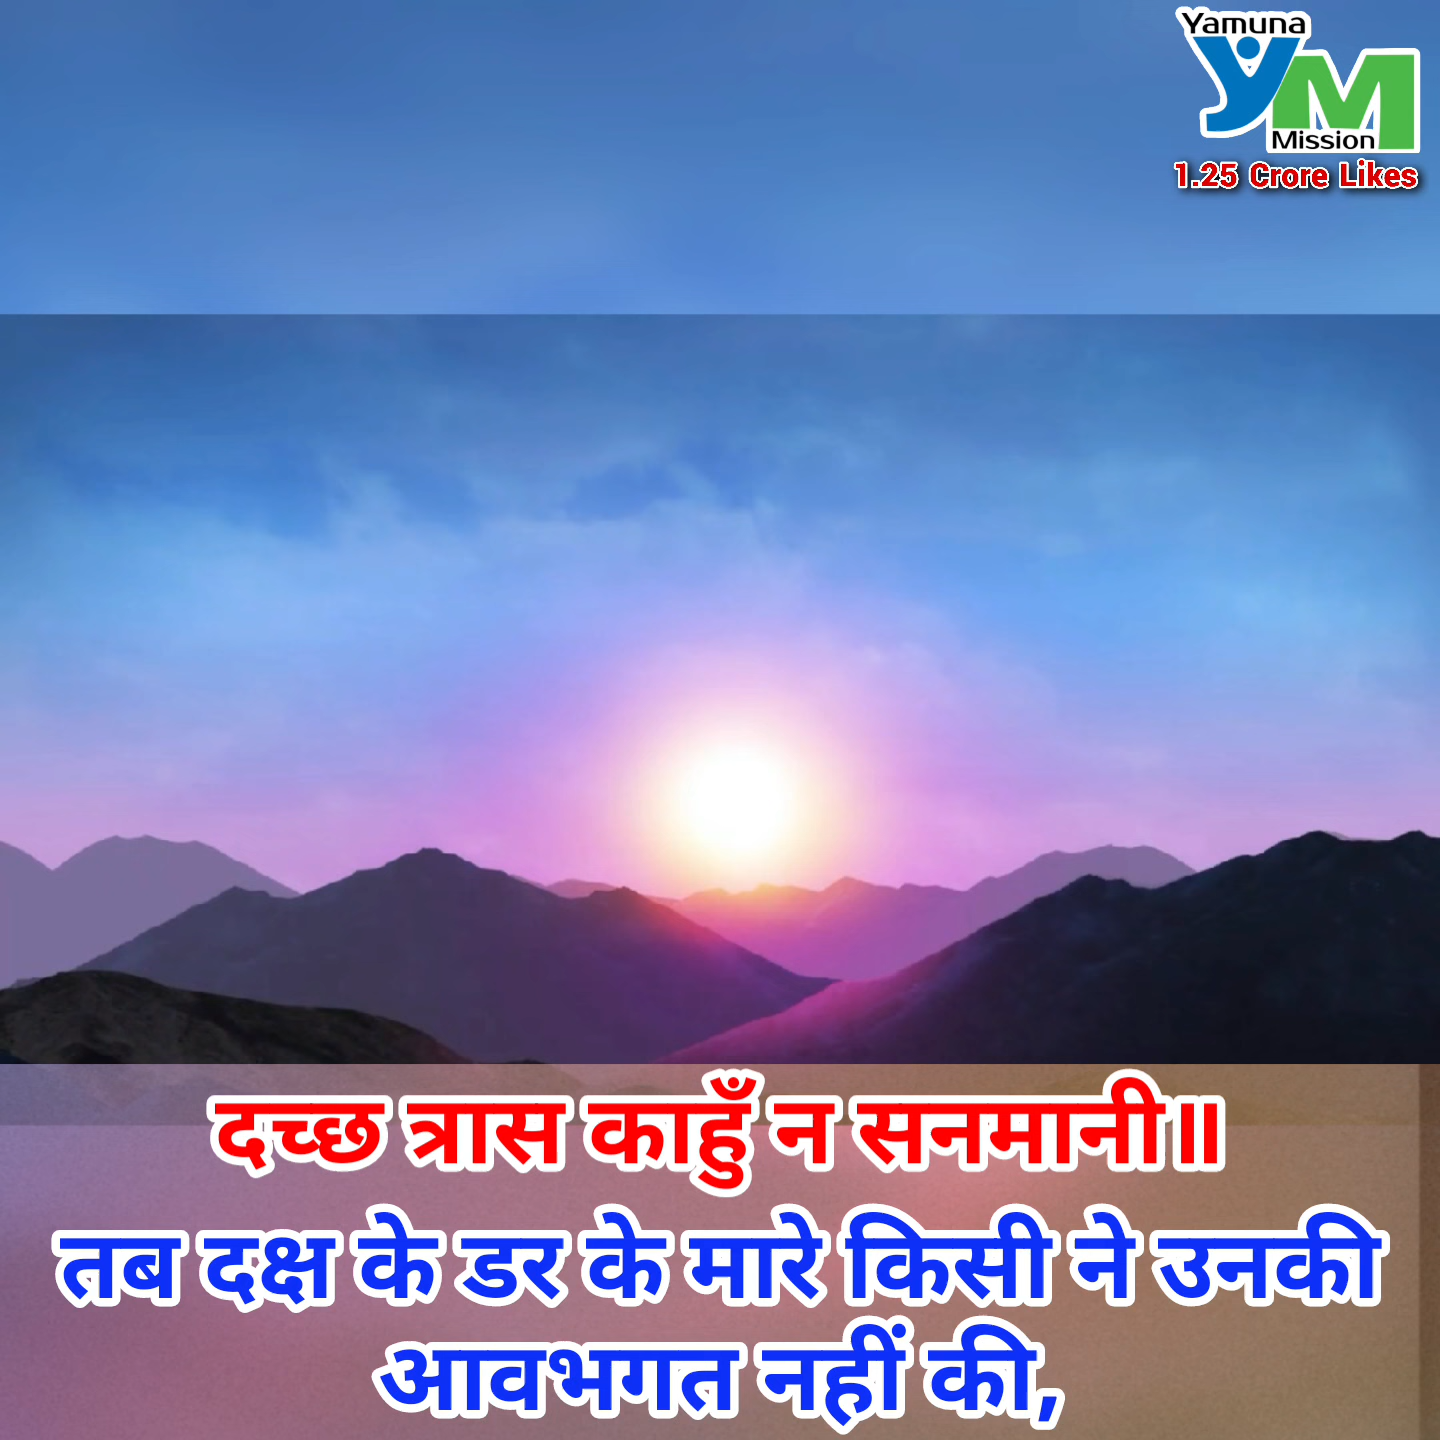 Yamuna
YM
Mission
1.25 Crore Likes
दच्छ त्रास काहुँ न सनमानी॥
तब दक्ष के डर के मारे किसी ने उनकी
आवभगत नहीं की,